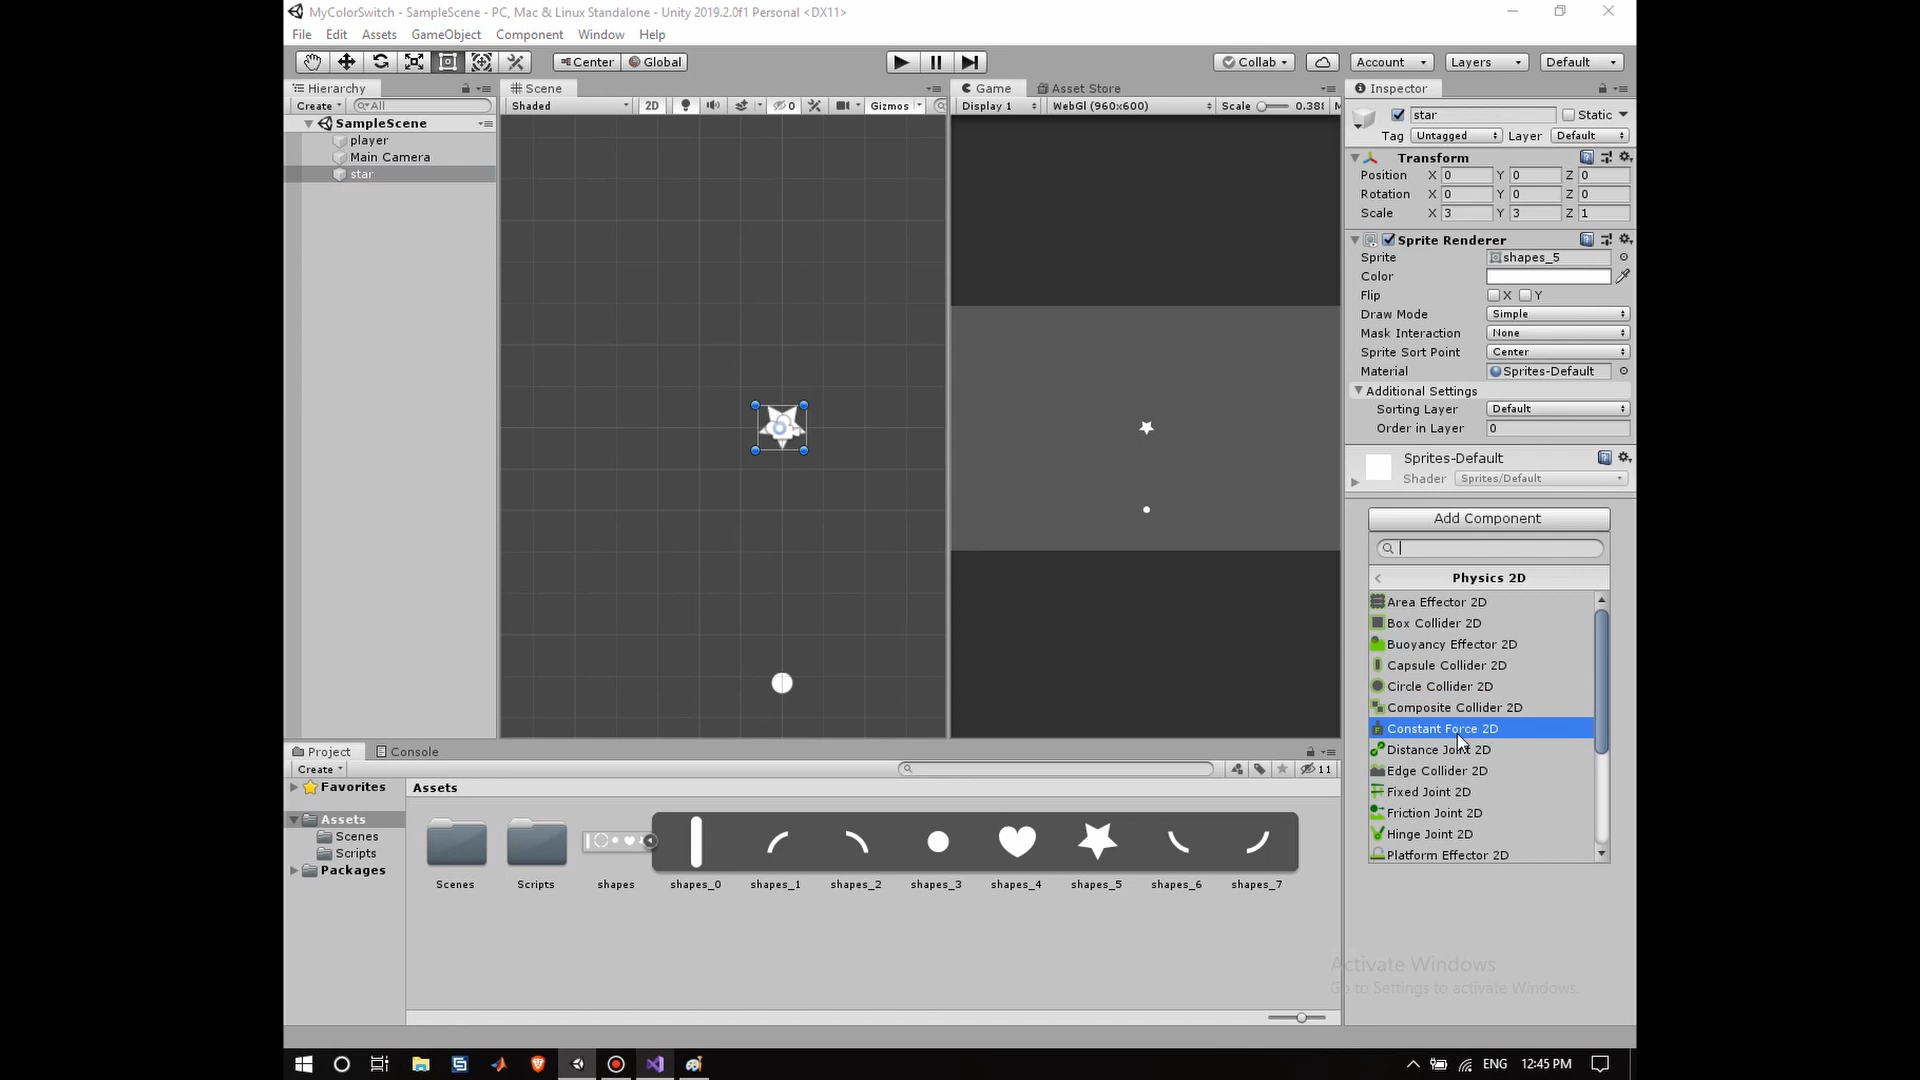 MyColorSwitch - SampleScene - PC, Mac & Linux Standalone - Unity 2019.2.0f1 Personal <DX11>
File Edit Assets GameObject Component Window Help
Center Global Collab Account Layers Default
Hierarchy
Create All
SampleScene
player
Main Camera
star
Scene
Shaded 2D 0 Gizmos
Game Asset Store
Display 1 WebGl (960x600) Scale 0.388 M
Inspector
star Static
Tag Untagged Layer Default
Transform
Position X 0 Y 0 Z 0
Rotation X 0 Y 0 Z 0
Scale X 3 Y 3 Z 1
Sprite Renderer
Sprite shapes_5
Color
Flip X Y
Draw Mode Simple
Mask Interaction None
Sprite Sort Point Center
Material Sprites-Default
Additional Settings
Sorting Layer Default
Order in Layer 0
Sprites-Default
Shader Sprites/Default
Add Component
Physics 2D
Area Effector 2D
Box Collider 2D
Buoyancy Effector 2D
Capsule Collider 2D
Circle Collider 2D
Composite Collider 2D
Constant Force 2D
Distance Joint 2D
Edge Collider 2D
Fixed Joint 2D
Friction Joint 2D
Hinge Joint 2D
Platform Effector 2D
Project Console
Create 11
Favorites
Assets
Scenes
Scripts
Packages
Assets
Scenes Scripts shapes shapes_0 shapes_1 shapes_2 shapes_3 shapes_4 shapes_5 shapes_6 shapes_7
Activate Windows
Go to Settings to activate Windows.
ENG 12:45 PM